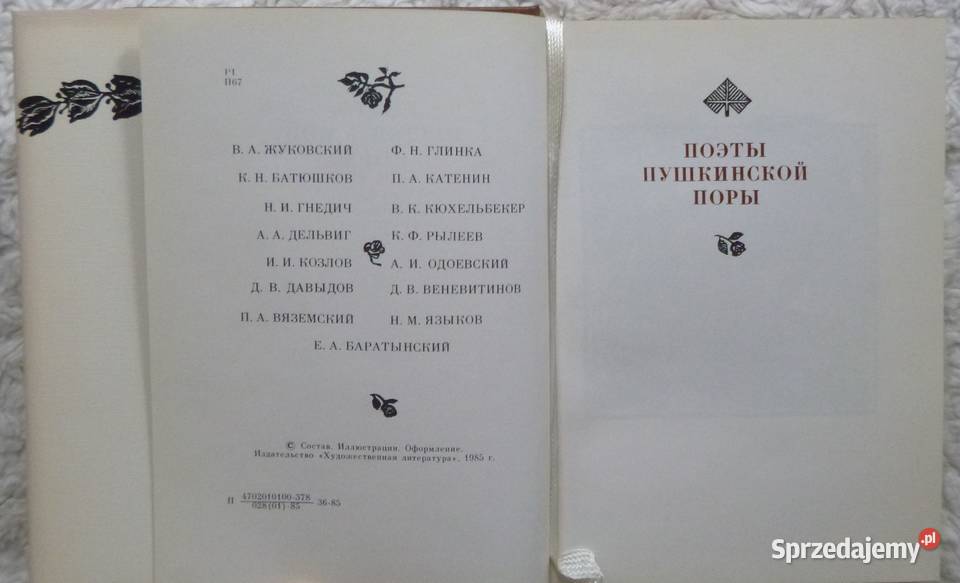 Р1
П67
В. А. ЖУКОВСКИЙ
К. Н. БАТЮШКОВ
Н. И. ГНЕДИЧ
А. А. ДЕЛЬВИГ
И. И. КОЗЛОВ
Д. В. ДАВЫДОВ
П. А. ВЯЗЕМСКИЙ
Ф. Н. ГЛИНКА
П. А. КАТЕНИН
В. К. КЮХЕЛЬБЕКЕР
К. Ф. РЫЛЕЕВ
А. И. ОДОЕВСКИЙ
Д. В. ВЕНЕВИТИНОВ
Н. М. ЯЗЫКОВ
Е. А. БАРАТЫНСКИЙ
© Состав. Иллюстрации. Оформление.
Издательство «Художественная литература», 1985 г.
П 4702010100-378 36-85
028(01)-85
ПОЭТЫ
ПУШКИНСКОЙ
ПОРЫ
Sprzedajemy.pl